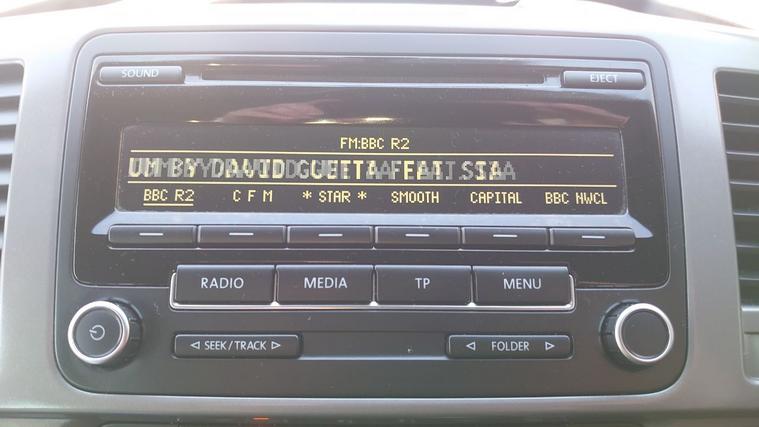 SOUND EJECT
FM:BBC R2
UM BY DAVID GUETTA FEAT. SIA
BBC R2 C F M * STAR * SMOOTH CAPITAL BBC NWCL
RADIO MEDIA TP MENU
SEEK/TRACK FOLDER